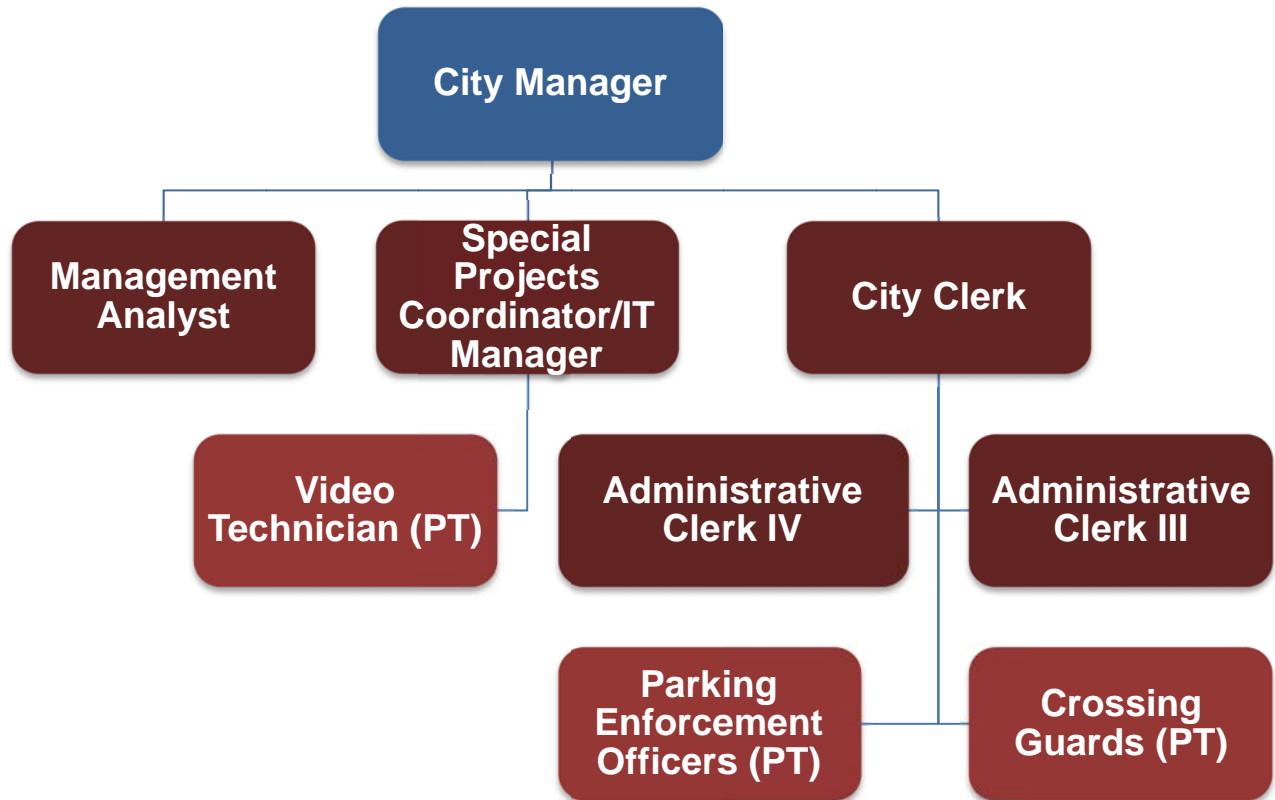 City Manager
Management
Analyst
Special
Projects
Coordinator/IT
Manager
City Clerk
Video
Technician (PT)
Administrative
Clerk IV
Administrative
Clerk III
Parking
Enforcement
Officers (PT)
Crossing
Guards (PT)